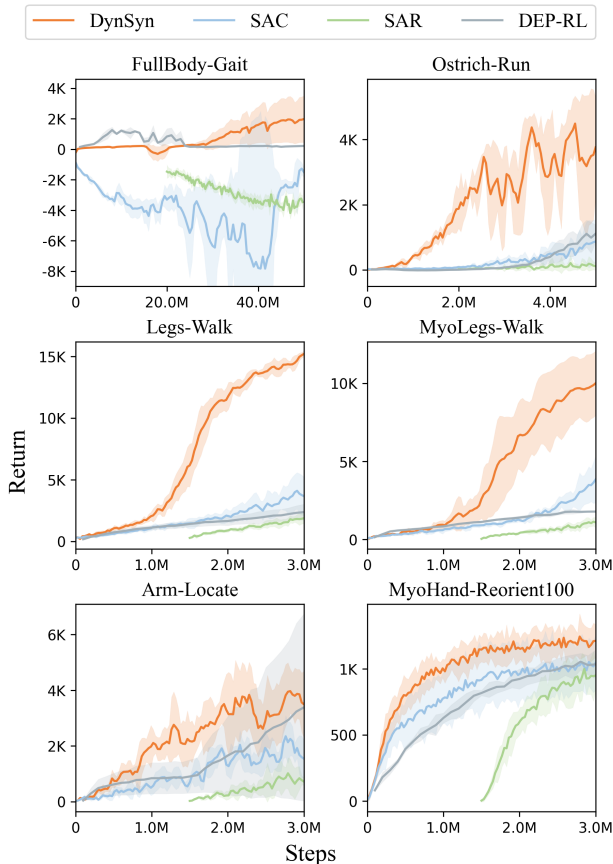 DynSyn SAC SAR DEP-RL
FullBody-Gait
4K
2K
0
-2K
-4K
-6K
-8K
0 20.0M 40.0M
Ostrich-Run
4K
2K
0
0 2.0M 4.0M
Legs-Walk
15K
10K
5K
0
0 1.0M 2.0M 3.0M
MyoLegs-Walk
10K
5K
0
0 1.0M 2.0M 3.0M
Arm-Locate
6K
4K
2K
0
0 1.0M 2.0M 3.0M
MyoHand-Reorient100
1K
500
0
0 1.0M 2.0M 3.0M
Return
Steps